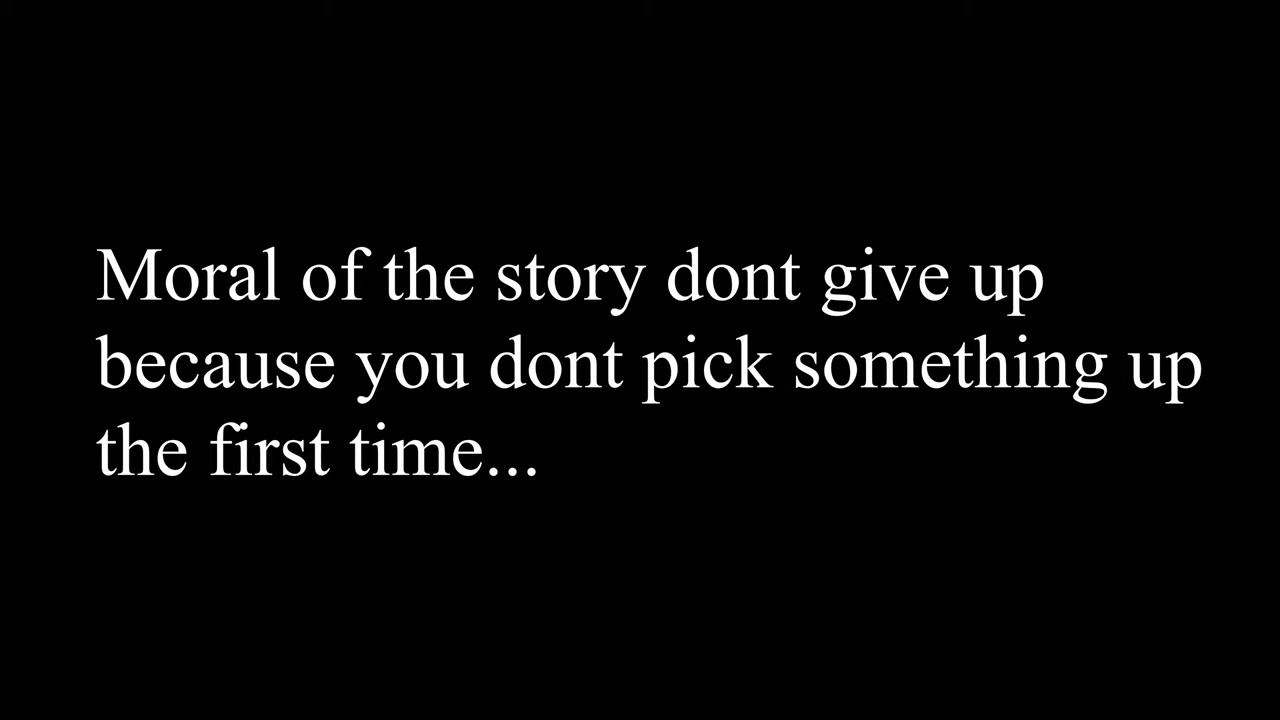 Moral of the story dont give up
because you dont pick something up
the first time...